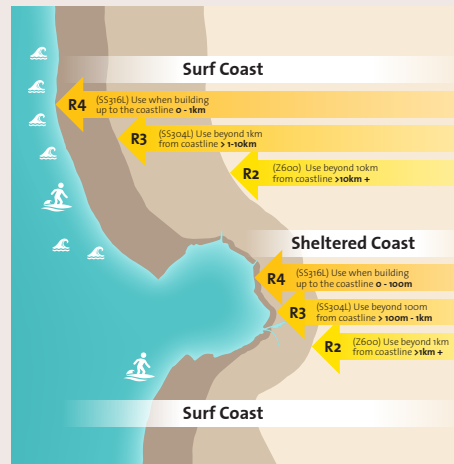 Surf Coast
R4
(SS316L) Use when building
up to the coastline 0 - 1km
R3
(SS304L) Use beyond 1km
from coastline > 1-10km
R2
(Z600) Use beyond 10km
from coastline >10km +
Sheltered Coast
R4
(SS316L) Use when building
up to the coastline 0 - 100m
R3
(SS304L) Use beyond 100m
from coastline > 100m - 1km
R2
(Z600) Use beyond 1km
from coastline >1km +
Surf Coast